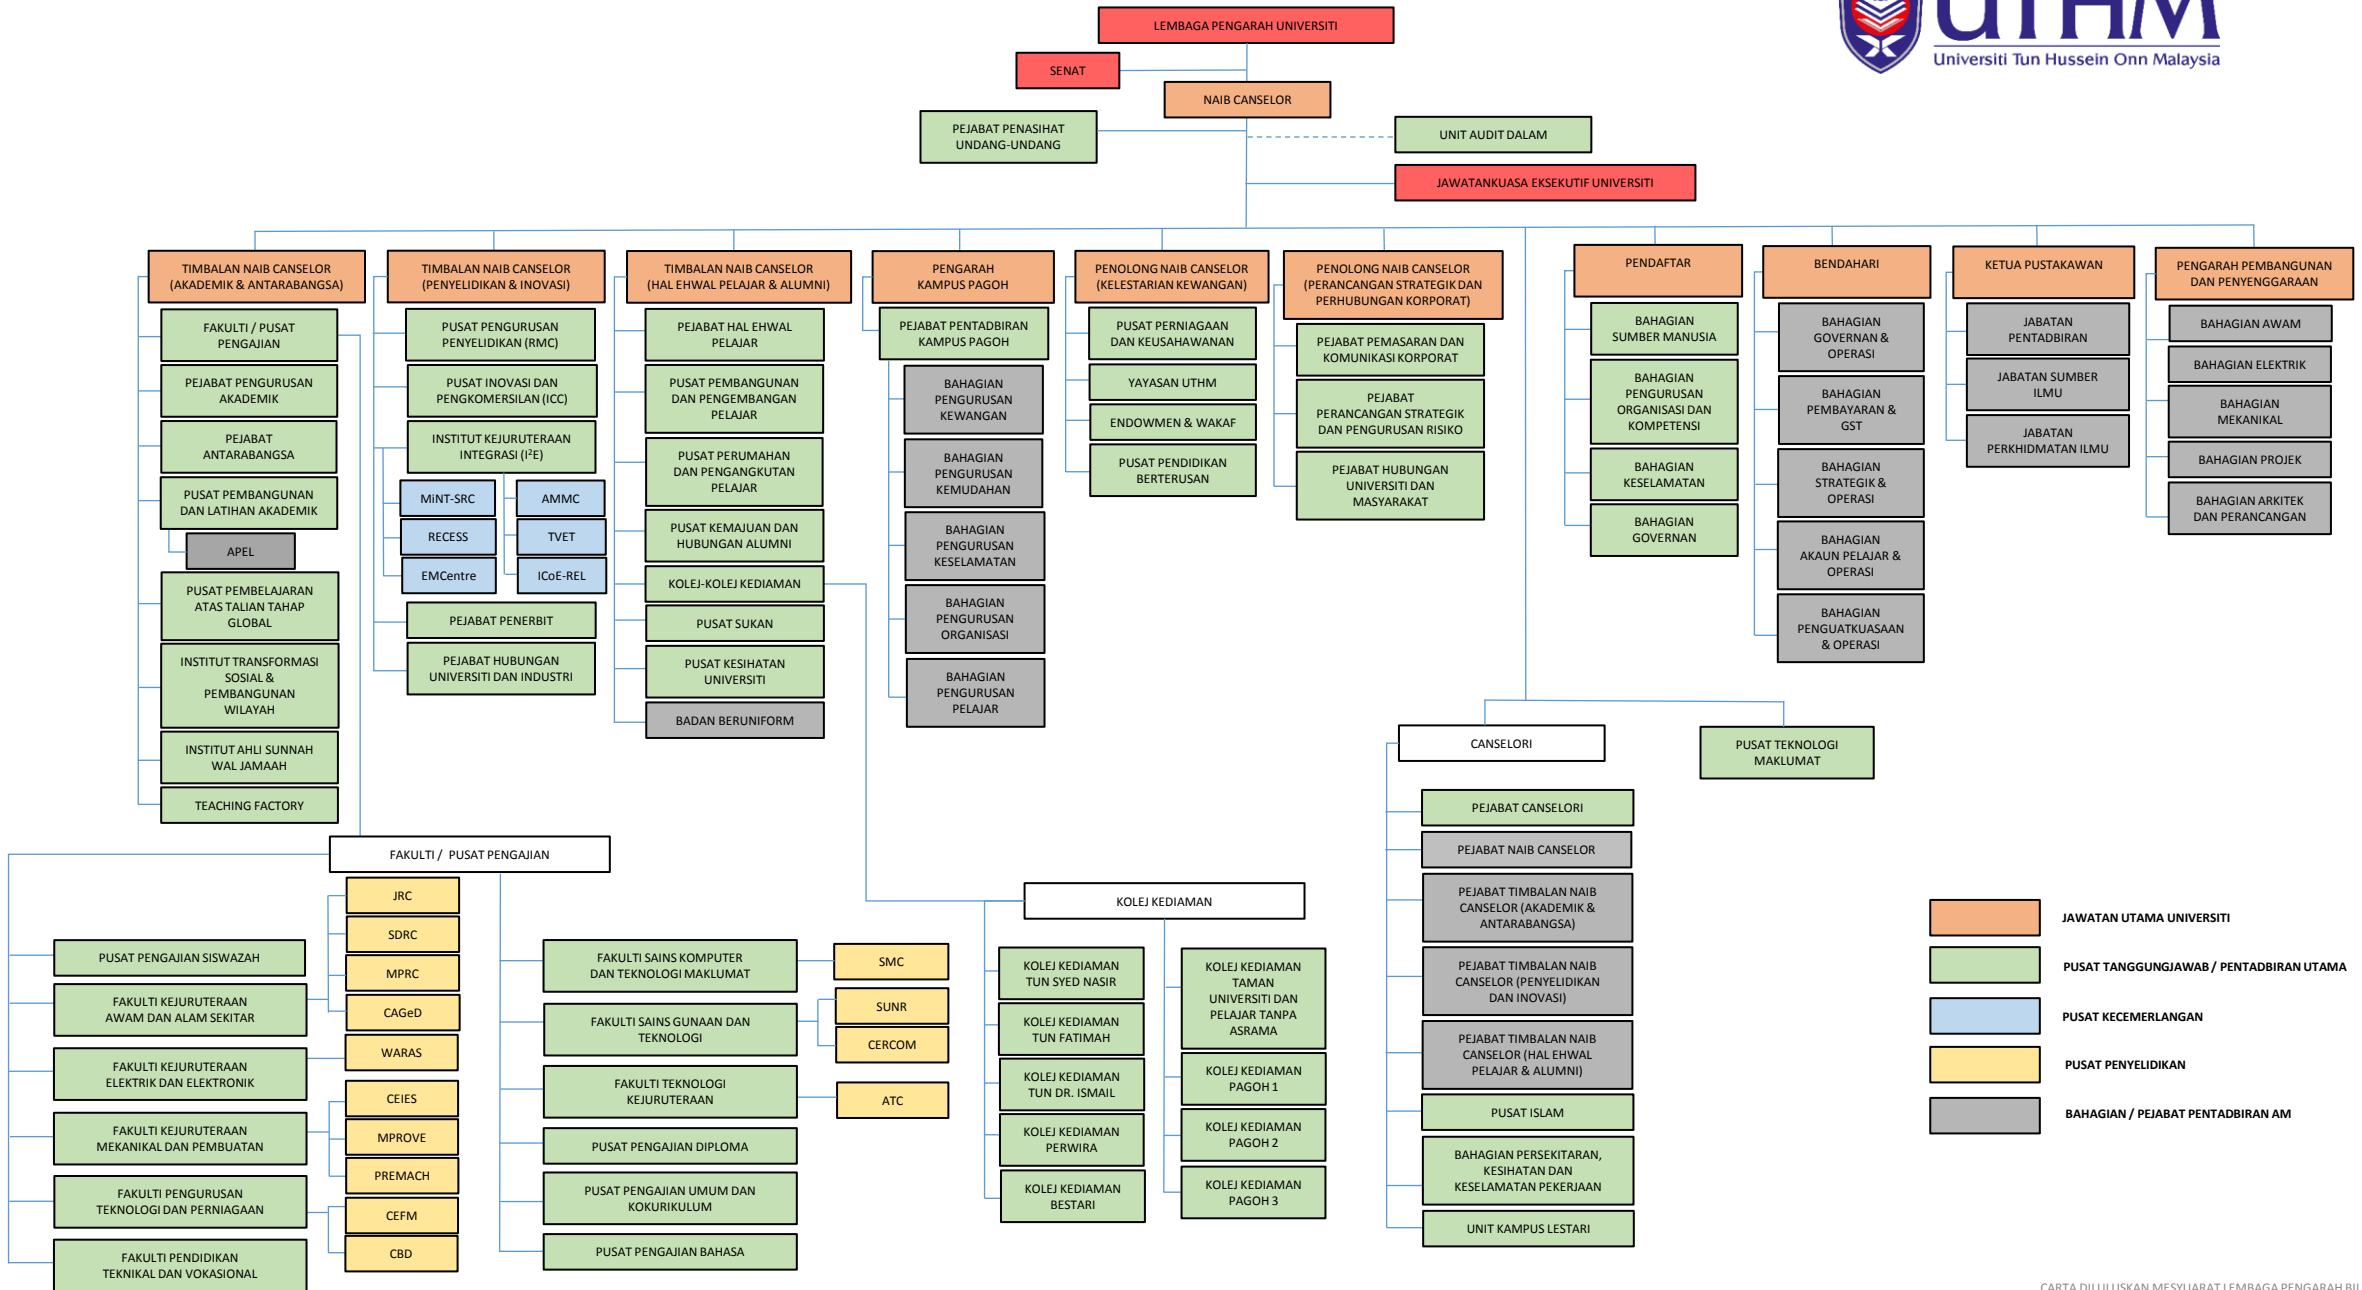 UTHM
Universiti Tun Hussein Onn Malaysia
LEMBAGA PENGARAH UNIVERSITI
SENAT
NAIB CANSELOR
PEJABAT PENASIHAT
UNDANG-UNDANG
UNIT AUDIT DALAM
JAWATANKUASA EKSEKUTIF UNIVERSITI
TIMBALAN NAIB CANSELOR
(AKADEMIK & ANTARABANGSA)
FAKULTI / PUSAT
PENGAJIAN
PEJABAT PENGURUSAN
AKADEMIK
PEJABAT
ANTARABANGSA
PUSAT PEMBANGUNAN
DAN LATIHAN AKADEMIK
APEL
PUSAT PEMBELAJARAN
ATAS TALIAN TAHAP
GLOBAL
INSTITUT TRANSFORMASI
SOSIAL &
PEMBANGUNAN
WILAYAH
INSTITUT AHLI SUNNAH
WAL JAMAAH
TEACHING FACTORY
TIMBALAN NAIB CANSELOR
(PENYELIDIKAN & INOVASI)
PUSAT PENGURUSAN
PENYELIDIKAN (RMC)
PUSAT INOVASI DAN
PENGKOMERSILAN (ICC)
INSTITUT KEJURUTERAAN
INTEGRASI (I²E)
MiNT-SRC
AMMC
RECESS
TVET
EMCentre
ICoE-REL
PEJABAT PENERBIT
PEJABAT HUBUNGAN
UNIVERSITI DAN INDUSTRI
TIMBALAN NAIB CANSELOR
(HAL EHWAL PELAJAR & ALUMNI)
PEJABAT HAL EHWAL
PELAJAR
PUSAT PEMBANGUNAN
DAN PENGEMBANGAN
PELAJAR
PUSAT PERUMAHAN
DAN PENGANGKUTAN
PELAJAR
PUSAT KEMAJUAN DAN
HUBUNGAN ALUMNI
KOLEJ-KOLEJ KEDIAMAN
PUSAT SUKAN
PUSAT KESIHATAN
UNIVERSITI
BADAN BERUNIFORM
PENGARAH
KAMPUS PAGOH
PEJABAT PENTADBIRAN
KAMPUS PAGOH
BAHAGIAN
PENGURUSAN
KEWANGAN
BAHAGIAN
PENGURUSAN
KEMUDAHAN
BAHAGIAN
PENGURUSAN
KESELAMATAN
BAHAGIAN
PENGURUSAN
ORGANISASI
BAHAGIAN
PENGURUSAN
PELAJAR
PENOLONG NAIB CANSELOR
(KELESTARIAN KEWANGAN)
PUSAT PERNIAGAAN
DAN KEUSAHAWANAN
YAYASAN UTHM
ENDOWMEN & WAKAF
PUSAT PENDIDIKAN
BERTERUSAN
PENOLONG NAIB CANSELOR
(PERANCANGAN STRATEGIK DAN
PERHUBUNGAN KORPORAT)
PEJABAT PEMASARAN DAN
KOMUNIKASI KORPORAT
PEJABAT
PERANCANGAN STRATEGIK
DAN PENGURUSAN RISIKO
PEJABAT HUBUNGAN
UNIVERSITI DAN
MASYARAKAT
PENDAFTAR
BAHAGIAN
SUMBER MANUSIA
BAHAGIAN
PENGURUSAN
ORGANISASI DAN
KOMPETENSI
BAHAGIAN
KESELAMATAN
BAHAGIAN
GOVERNAN
BENDAHARI
BAHAGIAN
GOVERNAN &
OPERASI
BAHAGIAN
PEMBAYARAN &
GST
BAHAGIAN
STRATEGIK &
OPERASI
BAHAGIAN
AKAUN PELAJAR &
OPERASI
BAHAGIAN
PENGUATKUASAAN
& OPERASI
KETUA PUSTAKAWAN
JABATAN
PENTADBIRAN
JABATAN SUMBER
ILMU
JABATAN
PERKHIDMATAN ILMU
PENGARAH PEMBANGUNAN
DAN PENYENGGARAAN
BAHAGIAN AWAM
BAHAGIAN ELEKTRIK
BAHAGIAN
MEKANIKAL
BAHAGIAN PROJEK
BAHAGIAN ARKITEK
DAN PERANCANGAN
CANSELORI
PUSAT TEKNOLOGI
MAKLUMAT
PEJABAT CANSELORI
PEJABAT NAIB CANSELOR
PEJABAT TIMBALAN NAIB
CANSELOR (AKADEMIK &
ANTARABANGSA)
PEJABAT TIMBALAN NAIB
CANSELOR (PENYELIDIKAN
DAN INOVASI)
PEJABAT TIMBALAN NAIB
CANSELOR (HAL EHWAL
PELAJAR & ALUMNI)
PUSAT ISLAM
BAHAGIAN PERSEKITARAN,
KESIHATAN DAN
KESELAMATAN PEKERJAAN
UNIT KAMPUS LESTARI
FAKULTI / PUSAT PENGAJIAN
PUSAT PENGAJIAN SISWAZAH
FAKULTI KEJURUTERAAN
AWAM DAN ALAM SEKITAR
FAKULTI KEJURUTERAAN
ELEKTRIK DAN ELEKTRONIK
FAKULTI KEJURUTERAAN
MEKANIKAL DAN PEMBUATAN
FAKULTI PENGURUSAN
TEKNOLOGI DAN PERNIAGAAN
FAKULTI PENDIDIKAN
TEKNIKAL DAN VOKASIONAL
JRC
SDRC
MPRC
CAGeD
WARAS
CEIES
MPROVE
PREMACH
CEFM
CBD
FAKULTI SAINS KOMPUTER
DAN TEKNOLOGI MAKLUMAT
FAKULTI SAINS GUNAAN DAN
TEKNOLOGI
FAKULTI TEKNOLOGI
KEJURUTERAAN
PUSAT PENGAJIAN DIPLOMA
PUSAT PENGAJIAN UMUM DAN
KOKURIKULUM
PUSAT PENGAJIAN BAHASA
SMC
SUNR
CERCOM
ATC
KOLEJ KEDIAMAN
KOLEJ KEDIAMAN
TUN SYED NASIR
KOLEJ KEDIAMAN
TUN FATIMAH
KOLEJ KEDIAMAN
TUN DR. ISMAIL
KOLEJ KEDIAMAN
PERWIRA
KOLEJ KEDIAMAN
BESTARI
KOLEJ KEDIAMAN
TAMAN
UNIVERSITI DAN
PELAJAR TANPA
ASRAMA
KOLEJ KEDIAMAN
PAGOH 1
KOLEJ KEDIAMAN
PAGOH 2
KOLEJ KEDIAMAN
PAGOH 3
JAWATAN UTAMA UNIVERSITI
PUSAT TANGGUNGJAWAB / PENTADBIRAN UTAMA
PUSAT KECEMERLANGAN
PUSAT PENYELIDIKAN
BAHAGIAN / PEJABAT PENTADBIRAN AM
CARTA DILULUSKAN MESYUARAT LEMBAGA PENGARAH BIL